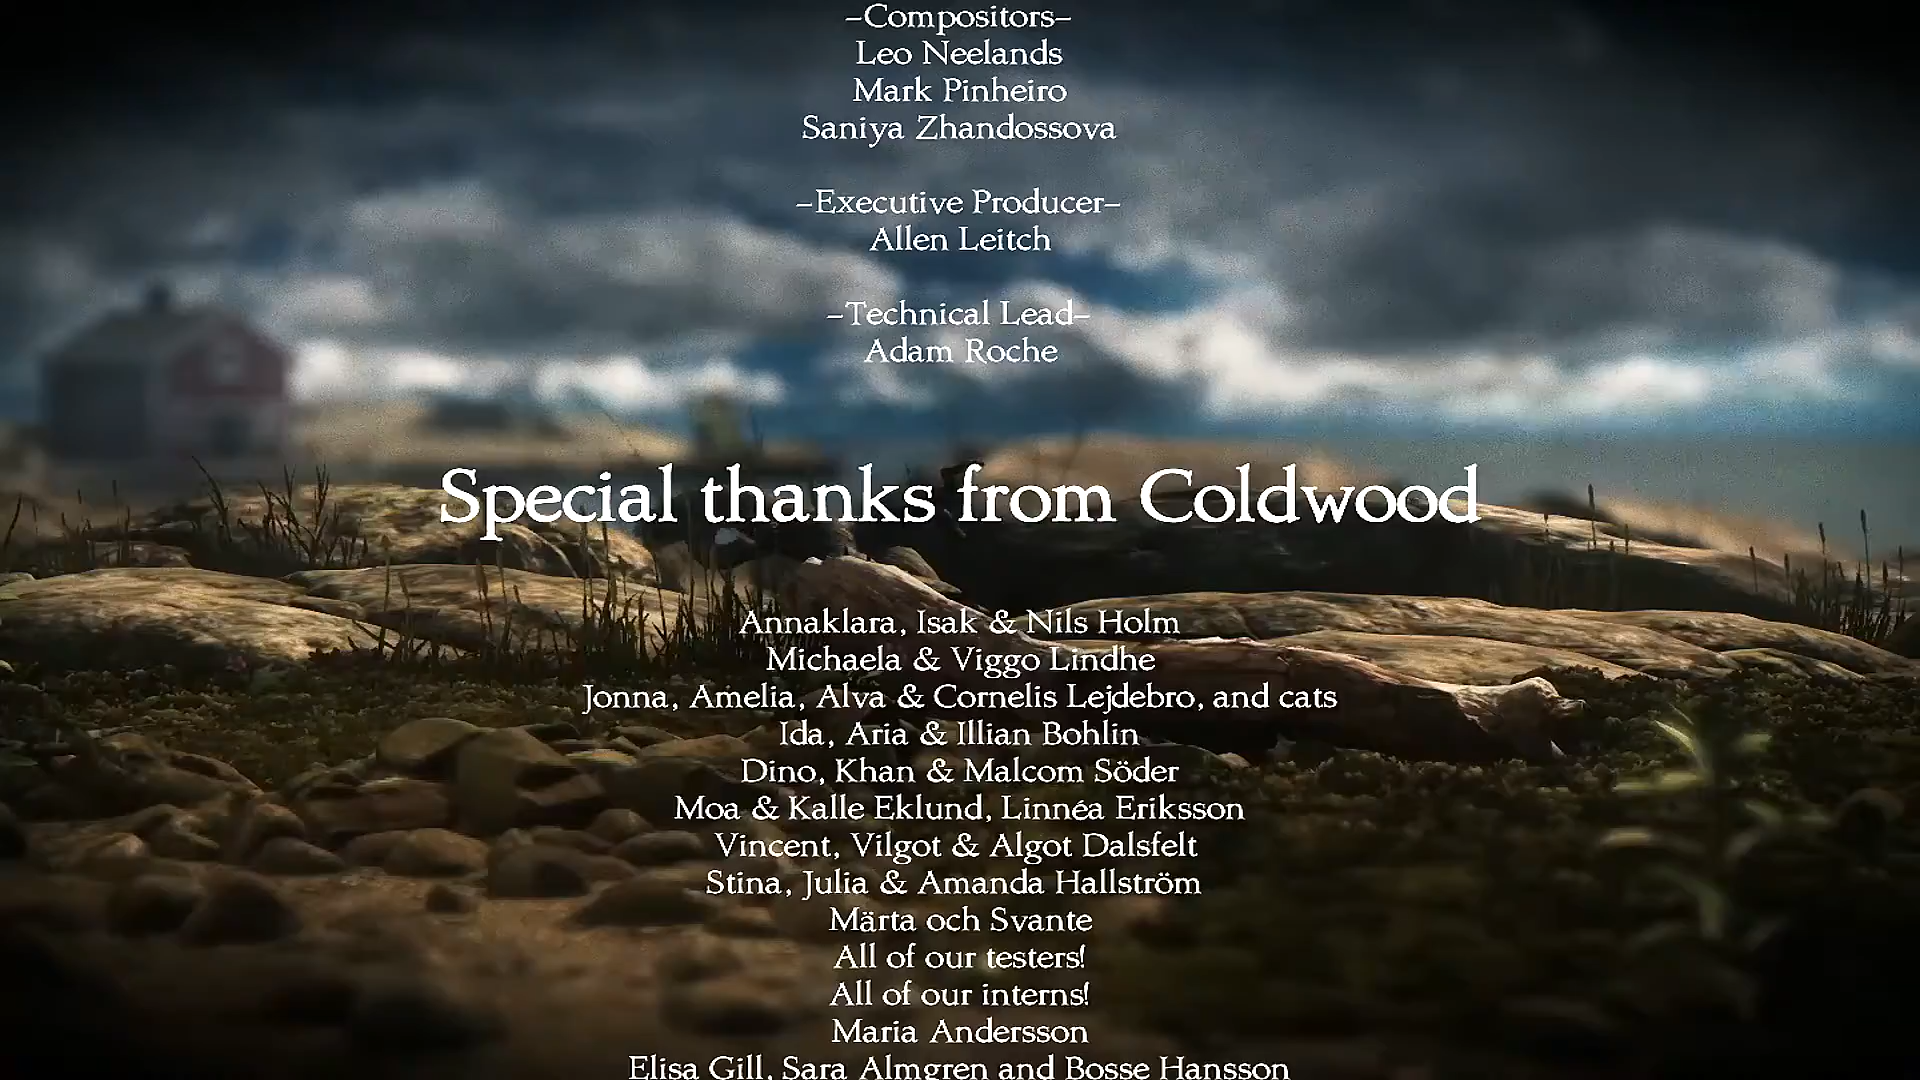 –Compositors–
Leo Neelands
Mark Pinheiro
Saniya Zhandossova
–Executive Producer–
Allen Leitch
–Technical Lead–
Adam Roche
Special thanks from Coldwood
Annaklara, Isak & Nils Holm
Michaela & Viggo Lindhe
Jonna, Amelia, Alva & Cornelis Lejdebro, and cats
Ida, Aria & Illian Bohlin
Dino, Khan & Malcom Söder
Moa & Kalle Eklund, Linnéa Eriksson
Vincent, Vilgot & Algot Dalsfelt
Stina, Julia & Amanda Hallström
Märta och Svante
All of our testers!
All of our interns!
Maria Andersson
Elisa Gill, Sara Almgren and Bosse Hansson